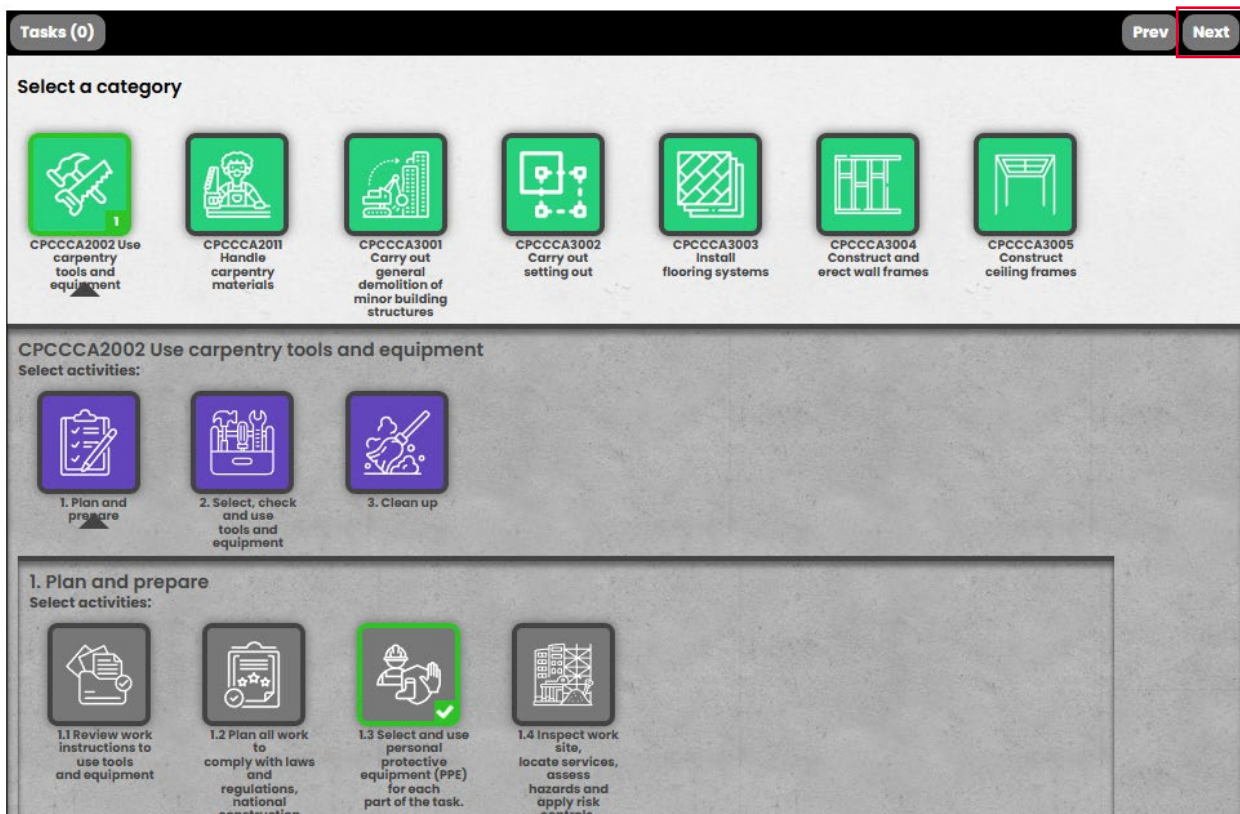 Tasks (0)
Prev
Next
Select a category
1
CPCCCA2002 Use
carpentry
tools and
equipment
CPCCCA2011
Handle
carpentry
materials
CPCCCA3001
Carry out
general
demolition of
minor building
structures
CPCCCA3002
Carry out
setting out
CPCCCA3003
Install
flooring systems
CPCCCA3004
Construct and
erect wall frames
CPCCCA3005
Construct
ceiling frames
CPCCCA2002 Use carpentry tools and equipment
Select activities:
1. Plan and
prepare
2. Select, check
and use
tools and
equipment
3. Clean up
1. Plan and prepare
Select activities:
1.1 Review work
instructions to
use tools
and equipment
1.2 Plan all work
to
comply with laws
and
regulations,
national
construction
1.3 Select and use
personal
protective
equipment (PPE)
for each
part of the task.
1.4 Inspect work
site,
locate services,
assess
hazards and
apply risk
controls